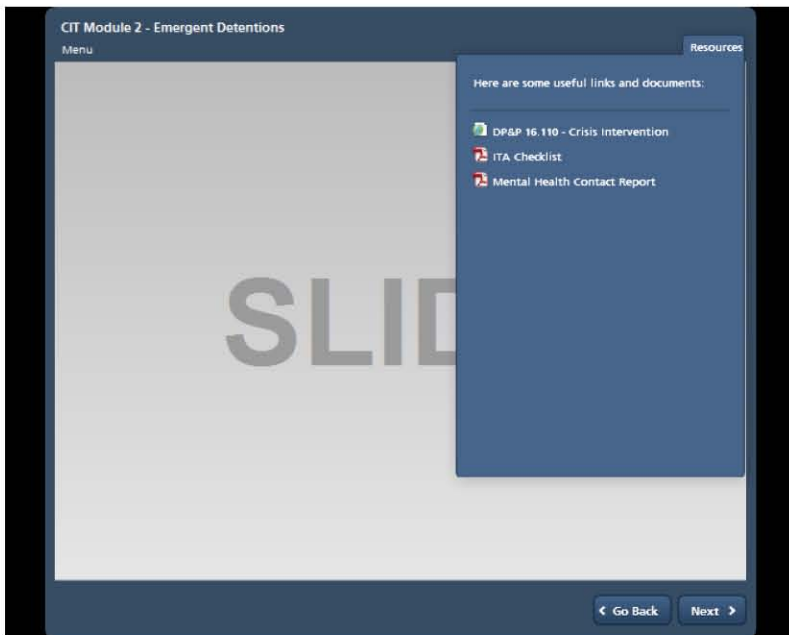 CIT Module 2 - Emergent Detentions
Menu
Resources
Here are some useful links and documents:
DP&P 16.110 - Crisis Intervention
ITA Checklist
Mental Health Contact Report
SLID
Go Back
Next